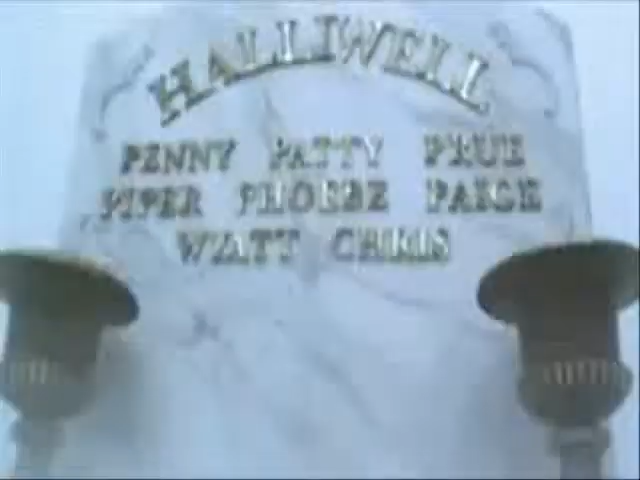 HALLIWELL
PENNY PATTY PRUE
PIPER PHOEBE PAIGE
WYATT CHRIS